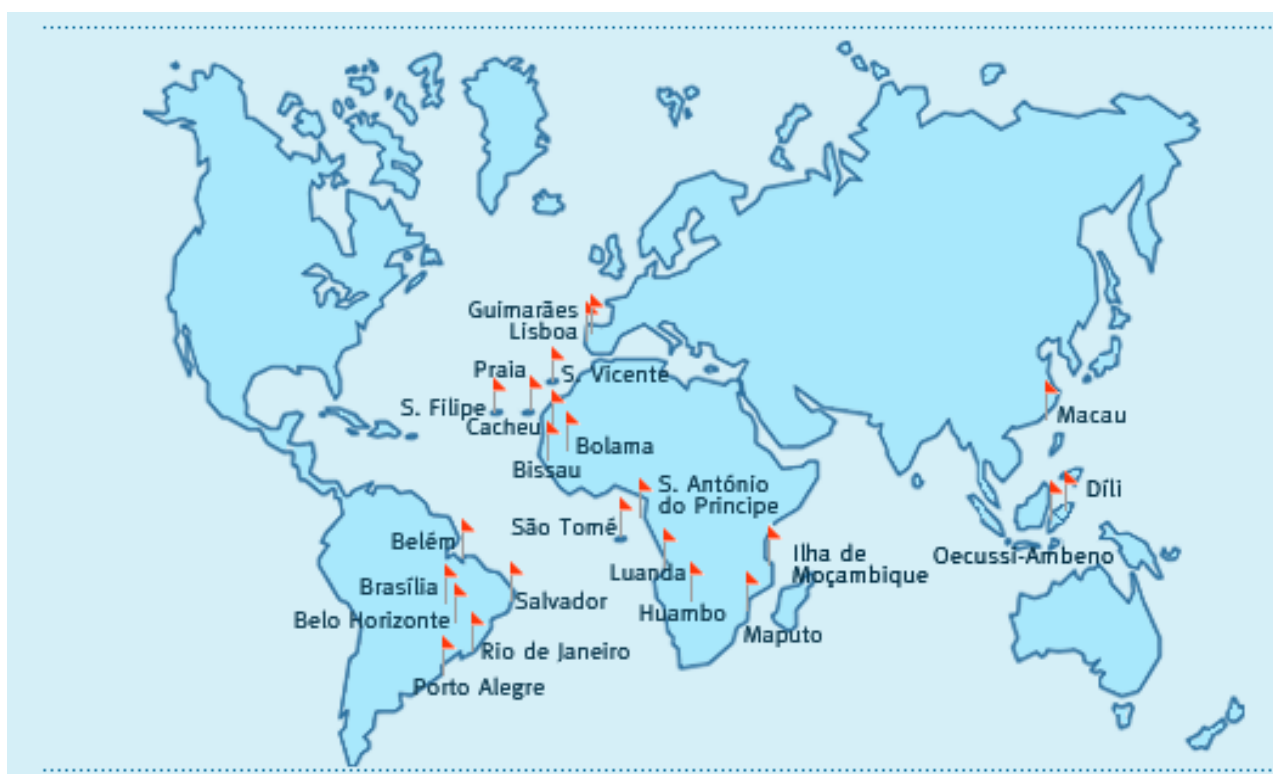 Guimarães
Lisboa
Praia
S. Vicente
S. Filipe
Cacheu
Bolama
Bissau
Macau
S. António
do Principe
Díli
São Tomé
Belém
Ilha de
Moçambique
Oecussi-Ambeno
Luanda
Brasília
Salvador
Huambo
Belo Horizonte
Maputo
Rio de Janeiro
Porto Alegre